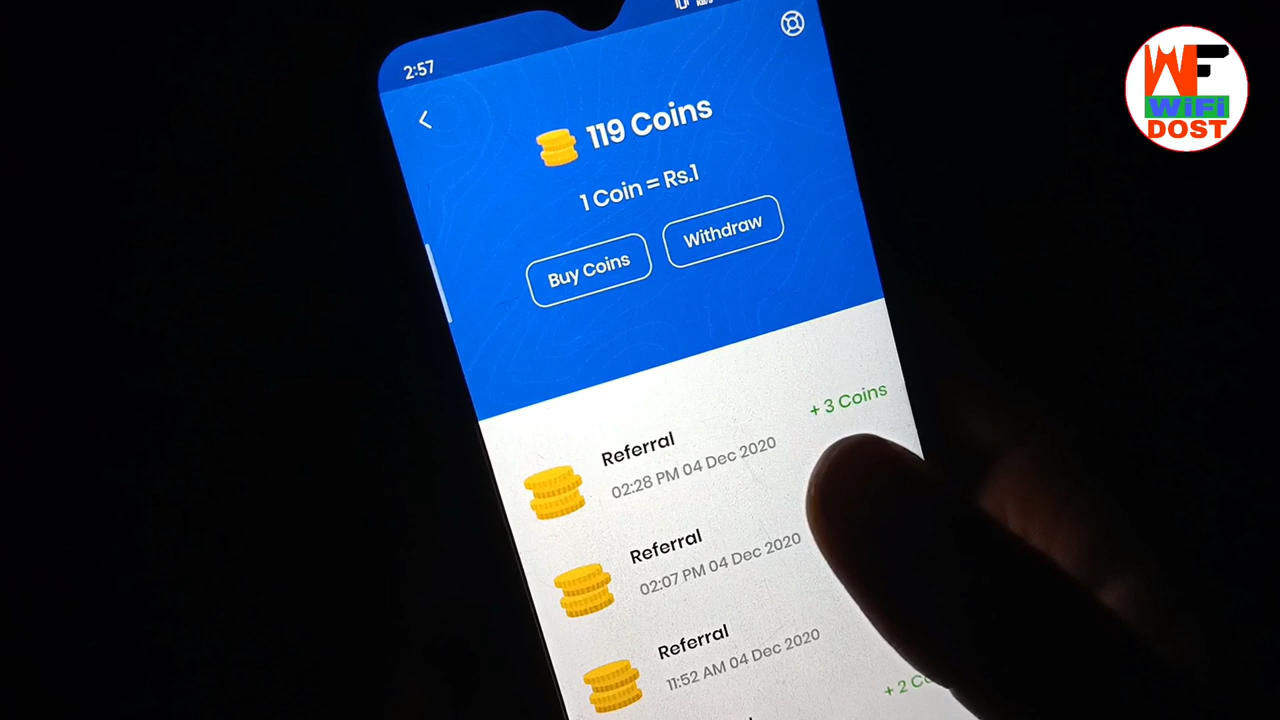 2:57
119 Coins
1 Coin = Rs.1
Buy Coins
Withdraw
+ 3 Coins
Referral
02:28 PM 04 Dec 2020
Referral
02:07 PM 04 Dec 2020
Referral
11:52 AM 04 Dec 2020
+ 2
WF
WiFi
DOST